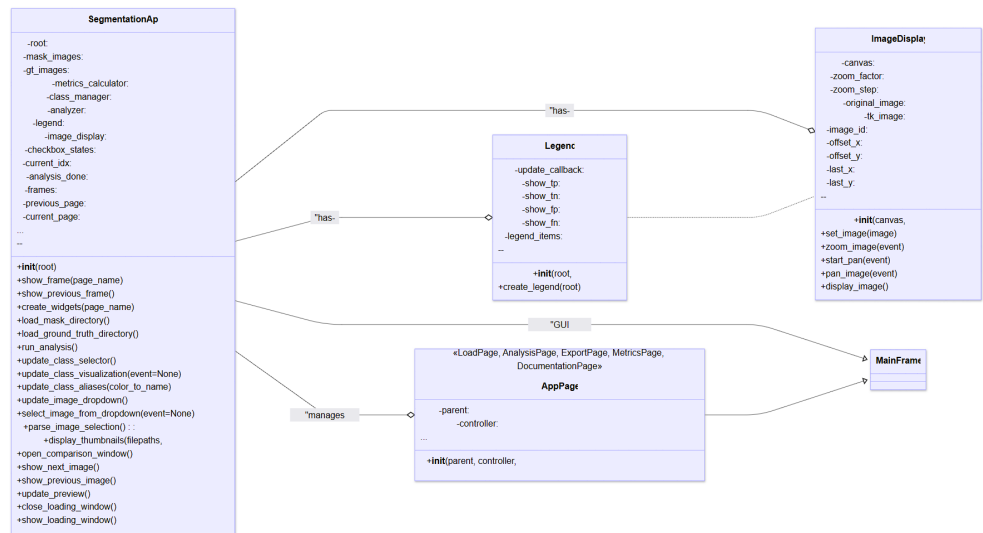 SegmentationAp
-root:
-mask_images:
-gt_images:
-metrics_calculator:
-class_manager:
-analyzer:
-legend:
-image_display:
-checkbox_states:
-current_idx:
-analysis_done:
-frames:
-previous_page:
-current_page:
...
--
+init(root)
+show_frame(page_name)
+show_previous_frame()
+create_widgets(page_name)
+load_mask_directory()
+load_ground_truth_directory()
+run_analysis()
+update_class_selector()
+update_class_visualization(event=None)
+update_class_aliases(color_to_name)
+update_image_dropdown()
+select_image_from_dropdown(event=None)
+parse_image_selection() : :
+display_thumbnails(filepaths,
+open_comparison_window()
+show_next_image()
+show_previous_image()
+update_preview()
+close_loading_window()
+show_loading_window()
"has-
"has-
"GUI
"manages
Legend
-update_callback:
-show_tp:
-show_tn:
-show_fp:
-show_fn:
-legend_items:
--
+init(root,
+create_legend(root)
«LoadPage, AnalysisPage, ExportPage, MetricsPage,
DocumentationPage»
AppPage
-parent:
-controller:
...
+init(parent, controller,
ImageDisplay
-canvas:
-zoom_factor:
-zoom_step:
-original_image:
-tk_image:
-image_id:
-offset_x:
-offset_y:
-last_x:
-last_y:
--
+init(canvas,
+set_image(image)
+zoom_image(event)
+start_pan(event)
+pan_image(event)
+display_image()
MainFrame